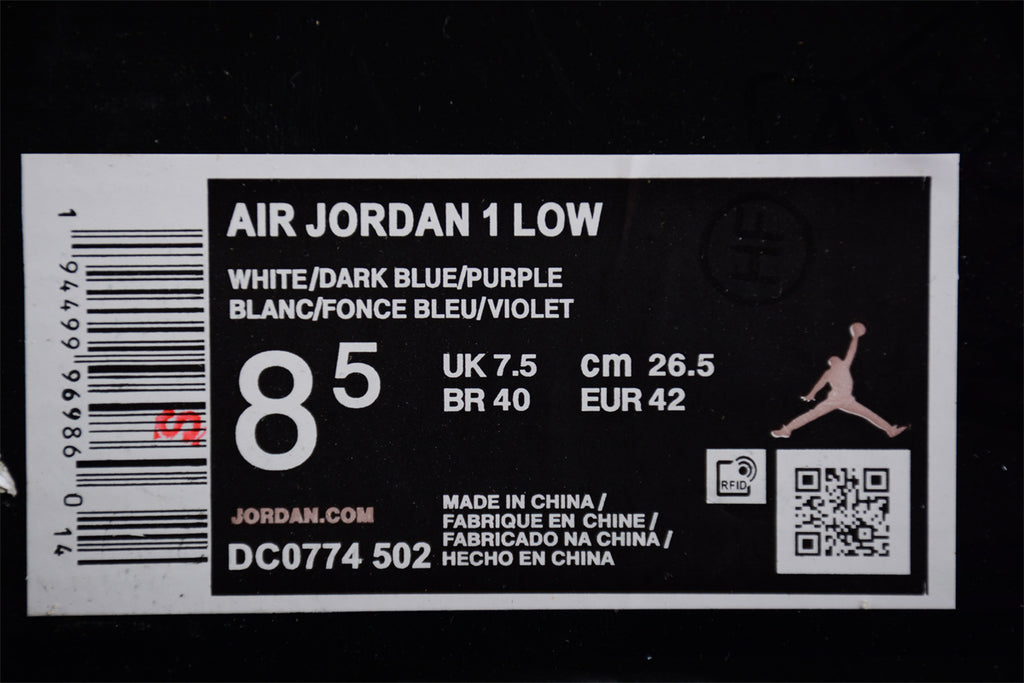 AIR JORDAN 1 LOW
WHITE/DARK BLUE/PURPLE
BLANC/FONCE BLEU/VIOLET
8 5
UK 7.5 cm 26.5
BR 40 EUR 42
RFID
JORDAN.COM
DC0774 502
MADE IN CHINA /
FABRIQUE EN CHINE /
FABRICADO NA CHINA /
HECHO EN CHINA
1 94499 96986 0 14
S